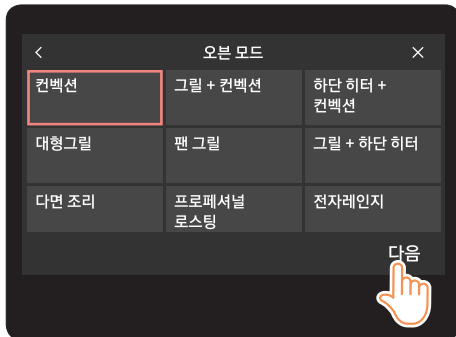 오븐 모드
컨벡션
그릴 + 컨벡션
하단 히터 +
컨벡션
대형그릴
팬 그릴
그릴 + 하단 히터
다면 조리
프로페셔널
로스팅
전자레인지
다음